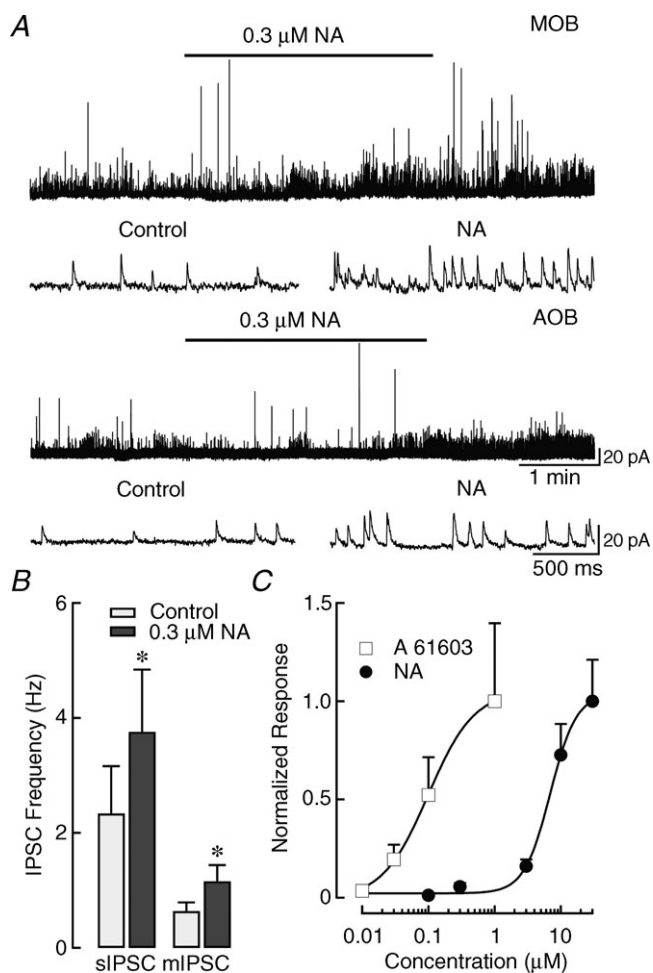 A
0.3 μM NA
MOB
Control
NA
0.3 μM NA
AOB
20 pA
1 min
Control
NA
20 pA
500 ms
B
C
6
4
2
0
IPSC Frequency (Hz)
Control
0.3 μM NA
*
*
sIPSC mIPSC
1.5
1.0
0.5
0
Normalized Response
A 61603
NA
0.01 0.1 1 10
Concentration (μM)